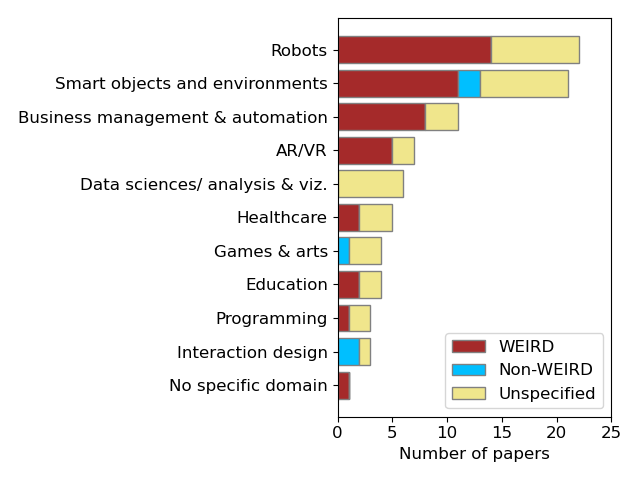 Robots
Smart objects and environments
Business management & automation
AR/VR
Data sciences/ analysis & viz.
Healthcare
Games & arts
Education
Programming
Interaction design
No specific domain
WEIRD
Non-WEIRD
Unspecified
0 5 10 15 20 25
Number of papers